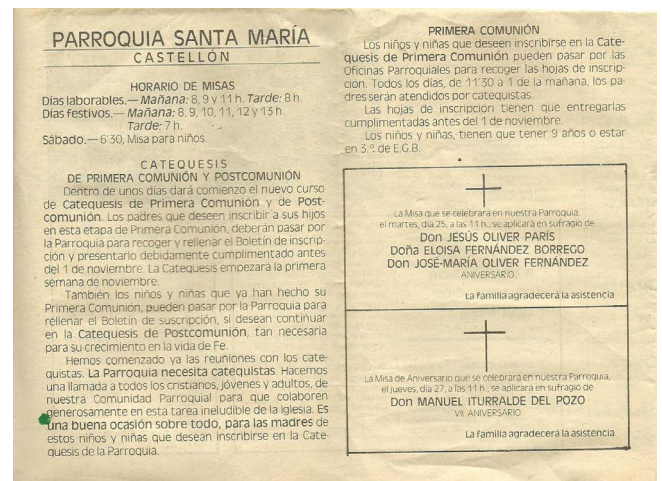 PARROQUIA SANTA MARÍA
CASTELLÓN
HORARIO DE MISAS
Días laborables.— Mañana: 8, 9 y 11 h. Tarde: 8 h.
Días festivos.— Mañana: 8, 9, 10, 11, 12 y 13 h.
Tarde: 7 h.
Sábado.— 6'30, Misa para niños.
CATEQUESIS
DE PRIMERA COMUNIÓN Y POSTCOMUNIÓN
Dentro de unos días dará comienzo el nuevo curso
de Catequesis de Primera Comunión y de Post-
comunión. Los padres que deseen inscribir a sus hijos
en esta etapa de Primera Comunión, deberán pasar por
la Parroquia para recoger y rellenar el Boletín de inscrip-
ción y presentarlo debidamente cumplimentado antes
del 1 de noviembre. La Catequesis empezará la primera
semana de noviembre.
También los niños y niñas que ya han hecho su
Primera Comunión, pueden pasar por la Parroquia para
rellenar el Boletín de suscripción, si desean continuar
en la Catequesis de Postcomunión, tan necesaria
para su crecimiento en la vida de Fe.
Hemos comenzado ya las reuniones con los cate-
quistas. La Parroquia necesita catequistas. Hacemos
una llamada a todos los cristianos, jóvenes y adultos, de
nuestra Comunidad Parroquial para que colaboren
generosamente en esta tarea ineludible de la Iglesia. Es
una buena ocasión sobre todo, para las madres de
estos niños y niñas que desean inscribirse en la Cate-
quesis de la Parroquia.
PRIMERA COMUNIÓN
Los niños y niñas que deseen inscribirse en la Cate-
quesis de Primera Comunión pueden pasar por las
Oficinas Parroquiales para recoger las hojas de inscrip-
ción. Todos los días, de 11'30 a 1 de la mañana, los pa-
dres serán atendidos por catequistas.
Las hojas de inscripción tienen que entregarlas
cumplimentadas antes del 1 de noviembre.
Los niños y niñas, tienen que tener 9 años o estar
en 3.º de E.G.B.
La Misa que se celebrará en nuestra Parroquia,
el martes, día 25, a las 11 h., se aplicará en sufragio de
Don JESÚS OLIVER PARÍS
Doña ELOISA FERNÁNDEZ BORREGO
Don JOSÉ-MARÍA OLIVER FERNÁNDEZ
ANIVERSARIO
La familia agradecerá la asistencia
La Misa de Aniversario que se celebrará en nuestra Parroquia,
el jueves, día 27, a las 11 h., se aplicará en sufragio de
Don MANUEL ITURRALDE DEL POZO
VII ANIVERSARIO
La familia agradecerá la asistencia